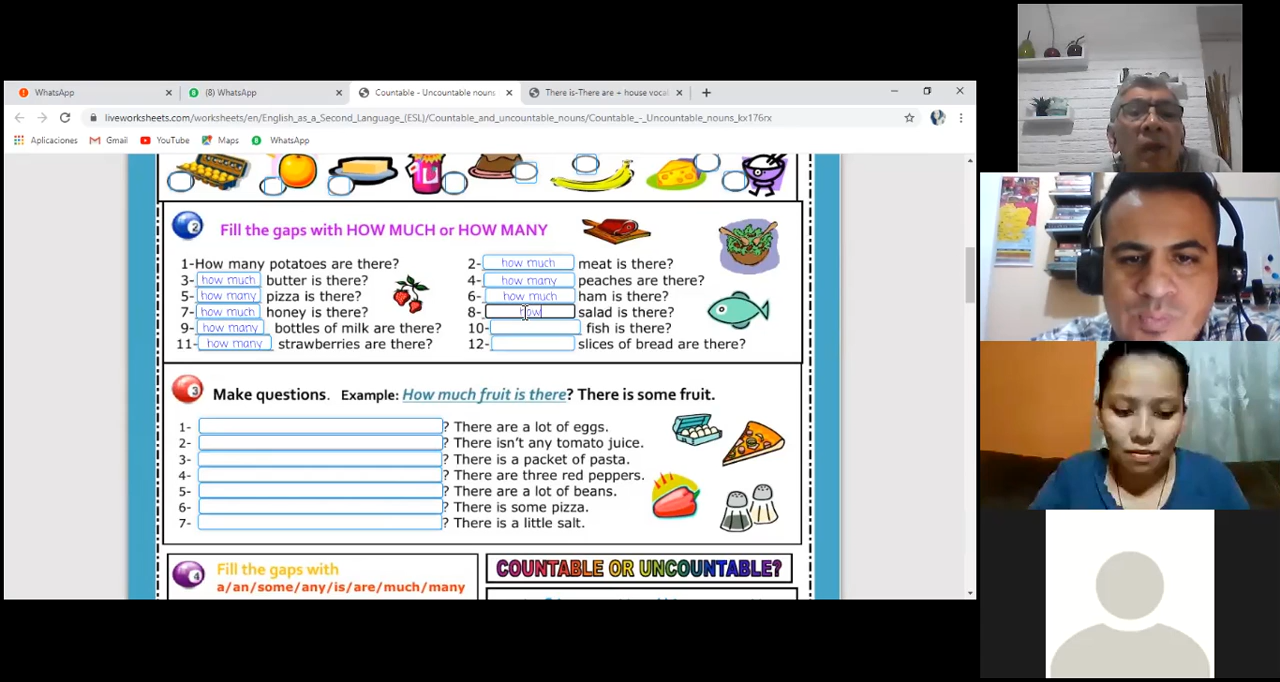 WhatsApp
(8) WhatsApp
Countable - Uncountable nouns
There is-There are + house vocal
liveworksheets.com/worksheets/en/English_as_a_Second_Language_(ESL)/Countable_and_uncountable_nouns/Countable_-_Uncountable_nouns_kx176rx
Aplicaciones Gmail YouTube Maps WhatsApp
2 Fill the gaps with HOW MUCH or HOW MANY
1-How many potatoes are there? 2- how much meat is there?
3- how much butter is there? 4- how many peaches are there?
5- how many pizza is there? 6- how much ham is there?
7- how much honey is there? 8- how salad is there?
9- how many bottles of milk are there? 10- fish is there?
11- how many strawberries are there? 12- slices of bread are there?
3 Make questions. Example: How much fruit is there? There is some fruit.
1- ? There are a lot of eggs.
2- ? There isn't any tomato juice.
3- ? There is a packet of pasta.
4- ? There are three red peppers.
5- ? There are a lot of beans.
6- ? There is some pizza.
7- ? There is a little salt.
4 Fill the gaps with
a/an/some/any/is/are/much/many
COUNTABLE OR UNCOUNTABLE?